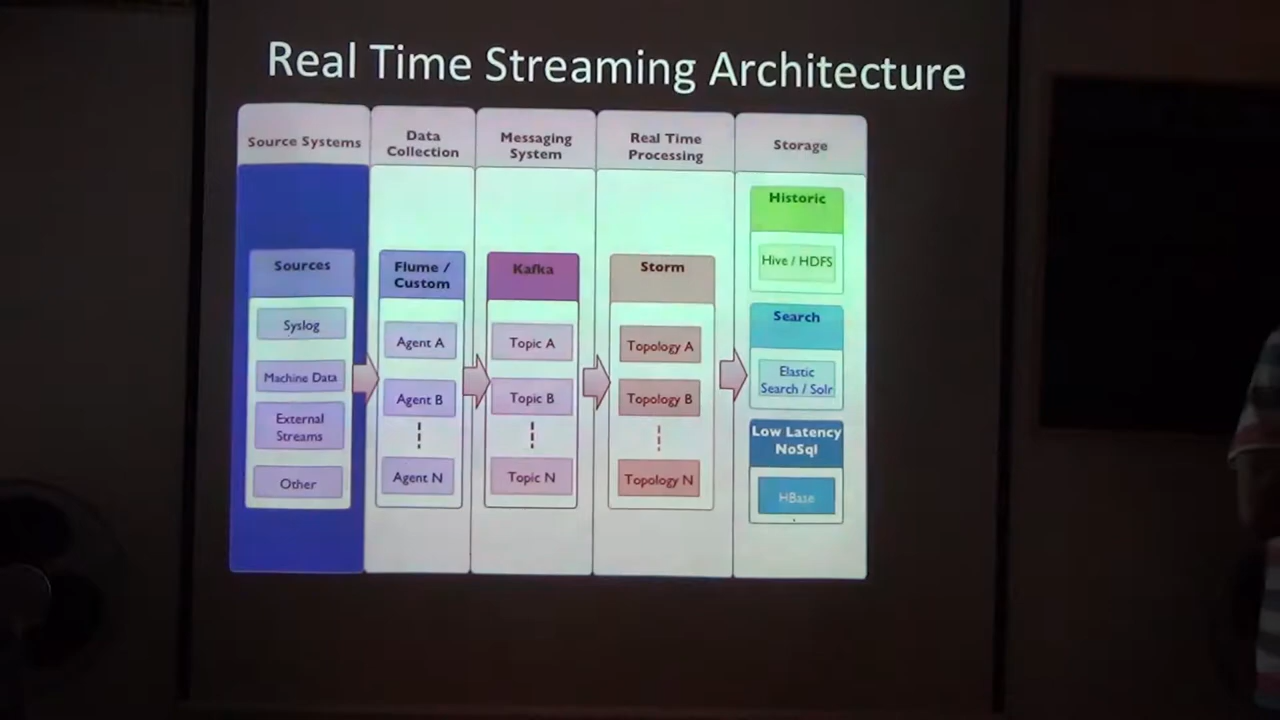 Real Time Streaming Architecture
Source Systems
Data
Collection
Messaging
System
Real Time
Processing
Storage
Sources
Syslog
Machine Data
External
Streams
Other
Flume /
Custom
Agent A
Agent B
Agent N
Kafka
Topic A
Topic B
Topic N
Storm
Topology A
Topology B
Topology N
Historic
Hive / HDFS
Search
Elastic
Search / Solr
Low Latency
NoSql
HBase